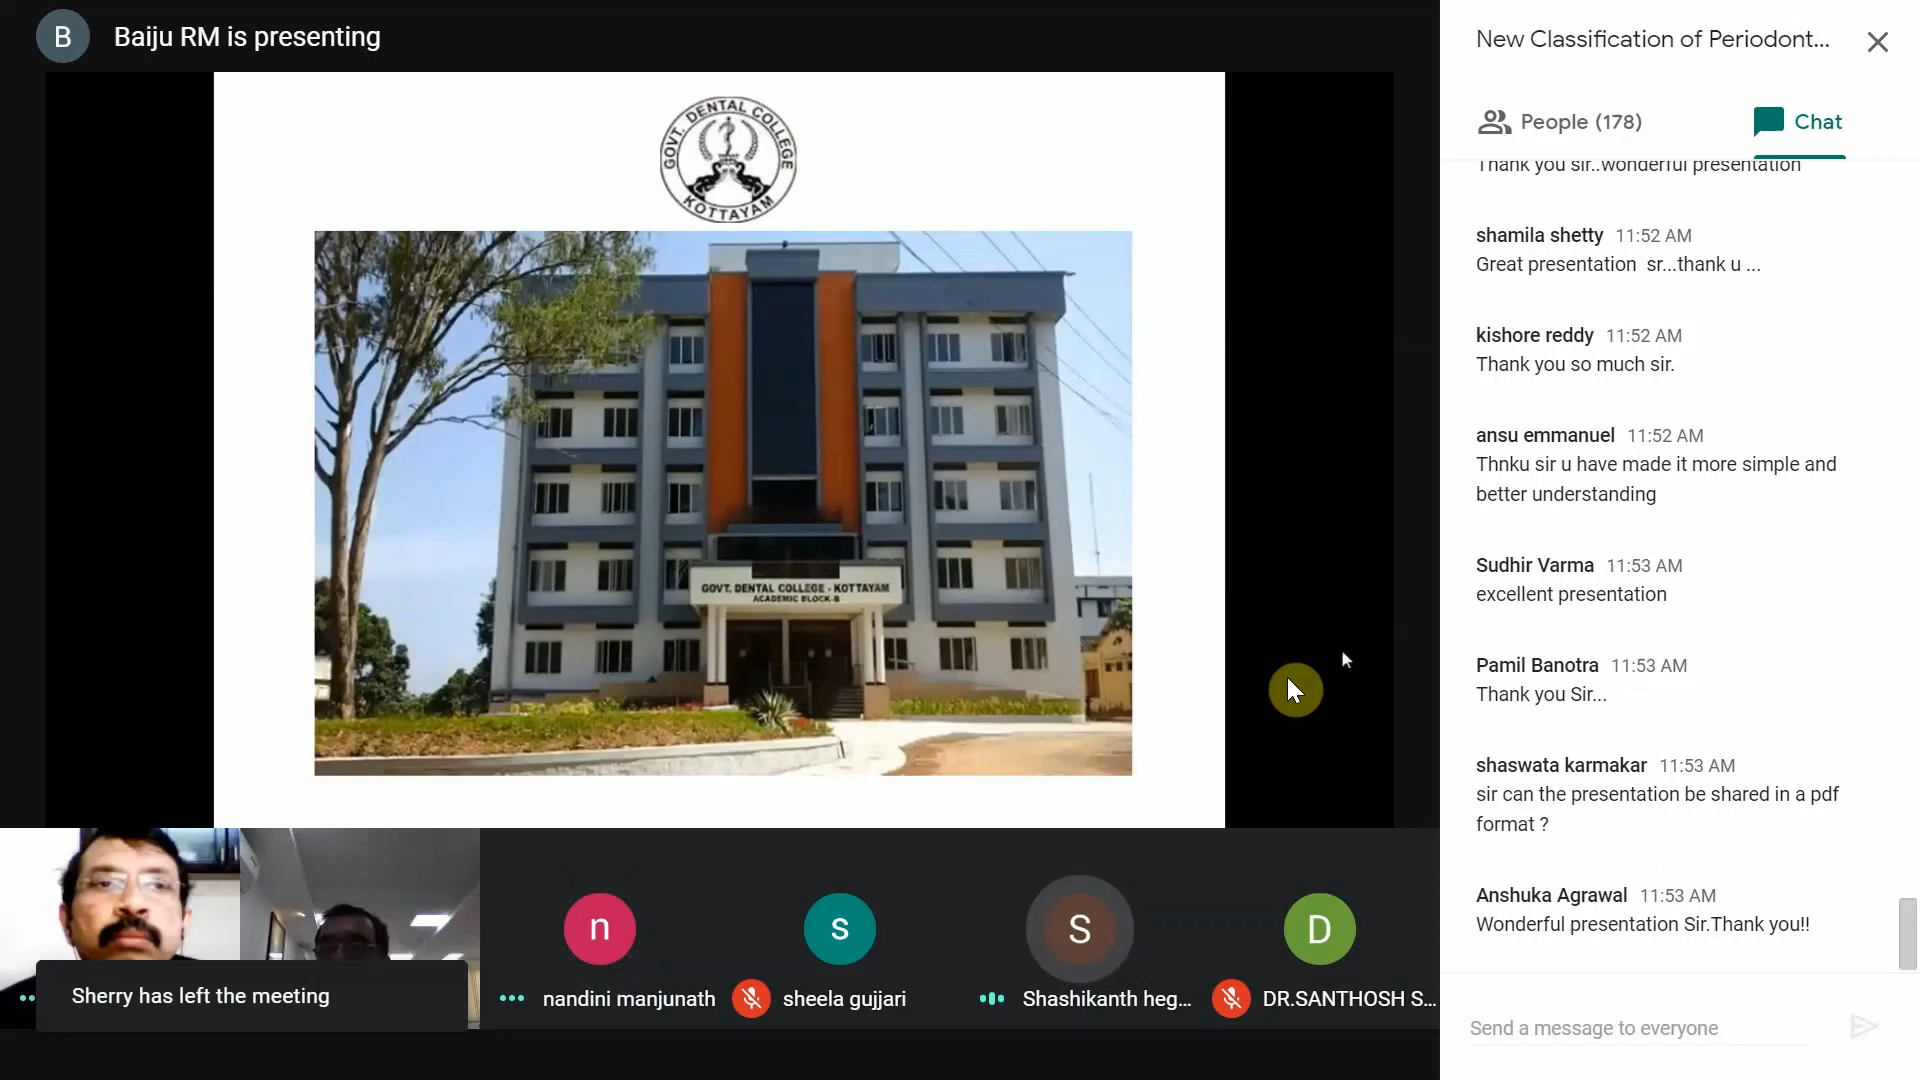 B
Baiju RM is presenting
GOVT. DENTAL COLLEGE
KOTTAYAM
GOVT. DENTAL COLLEGE - KOTTAYAM
ACADEMIC BLOCK-B
Sherry has left the meeting
n
nandini manjunath
s
sheela gujjari
S
Shashikanth heg...
D
DR.SANTHOSH S...
New Classification of Periodont...
People (178)
Chat
Thank you sir..wonderful presentation
shamila shetty 11:52 AM
Great presentation  sr...thank u ...
kishore reddy 11:52 AM
Thank you so much sir.
ansu emmanuel 11:52 AM
Thnku sir u have made it more simple and
better understanding
Sudhir Varma 11:53 AM
excellent presentation
Pamil Banotra 11:53 AM
Thank you Sir...
shaswata karmakar 11:53 AM
sir can the presentation be shared in a pdf
format ?
Anshuka Agrawal 11:53 AM
Wonderful presentation Sir.Thank you!!
Send a message to everyone